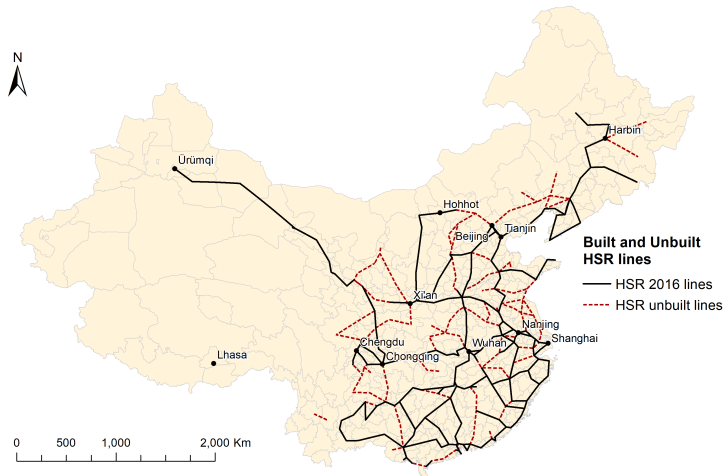 N
Harbin
Ürümqi
Hohhot
Beijing
Tianjin
Built and Unbuilt
HSR lines
HSR 2016 lines
HSR unbuilt lines
Xi'an
Nanjing
Shanghai
Chengdu
Wuhan
Chongqing
Lhasa
0 500 1,000 2,000 Km